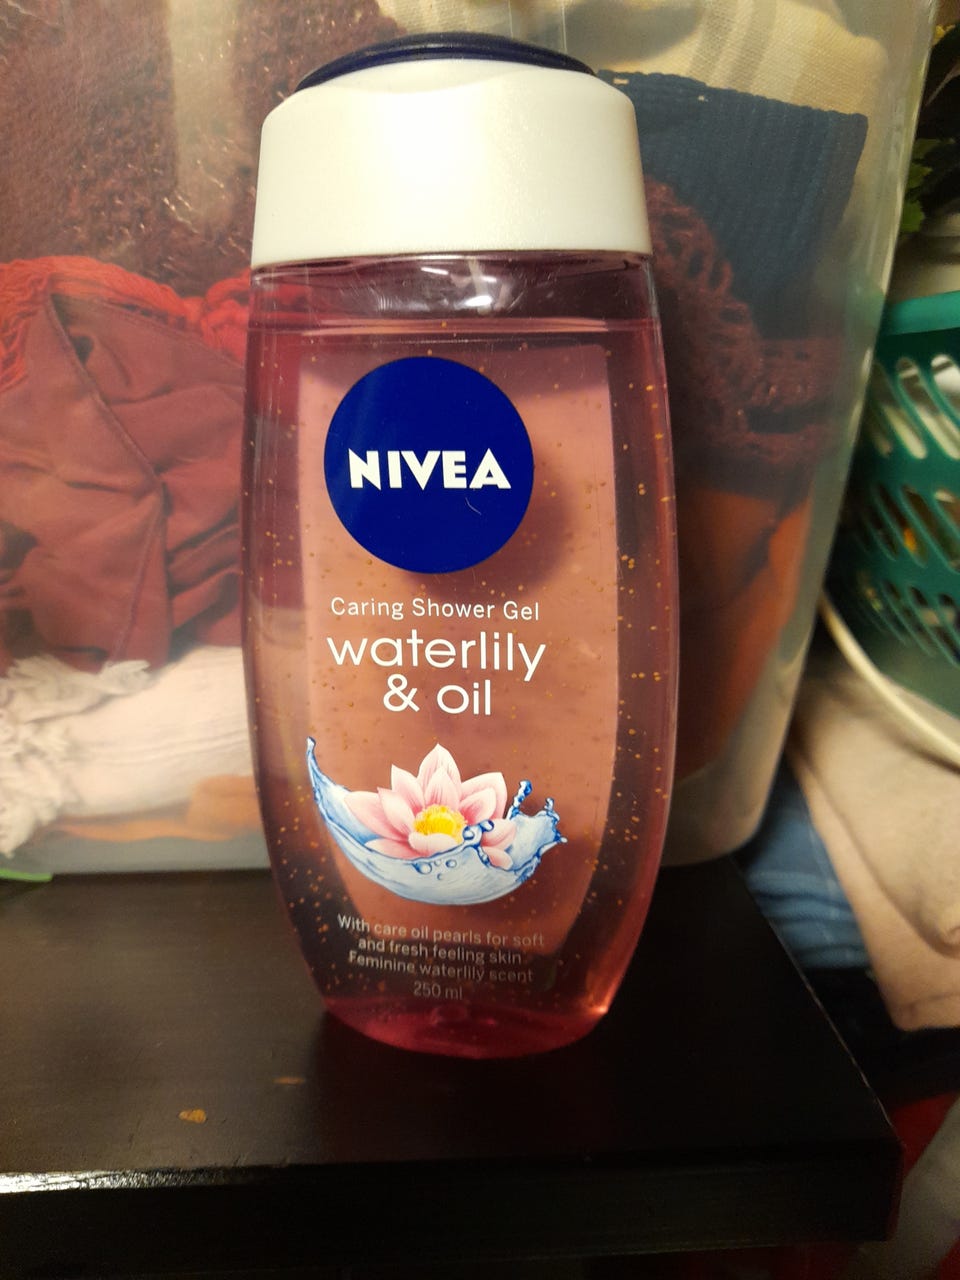 NIVEA
Caring Shower Gel
waterlily
& oil
With care oil pearls for soft
and fresh feeling skin.
Feminine waterlily scent
250 ml